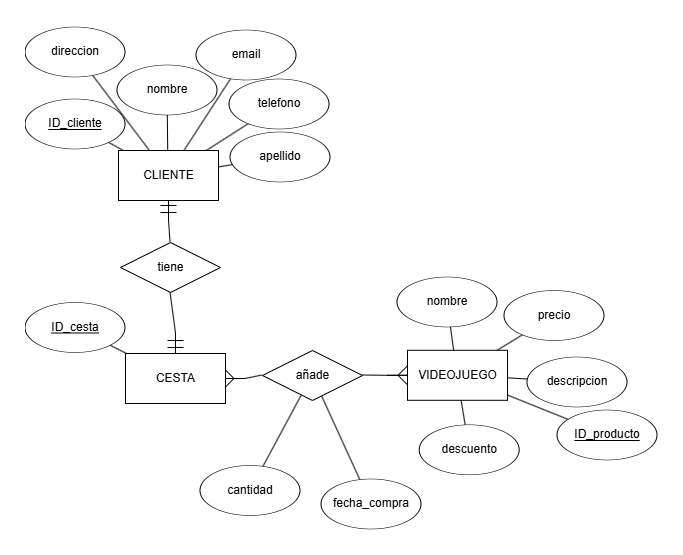 direccion
email
nombre
telefono
ID_cliente
apellido
CLIENTE
tiene
nombre
precio
ID_cesta
CESTA
añade
VIDEOJUEGO
descripcion
ID_producto
descuento
cantidad
fecha_compra